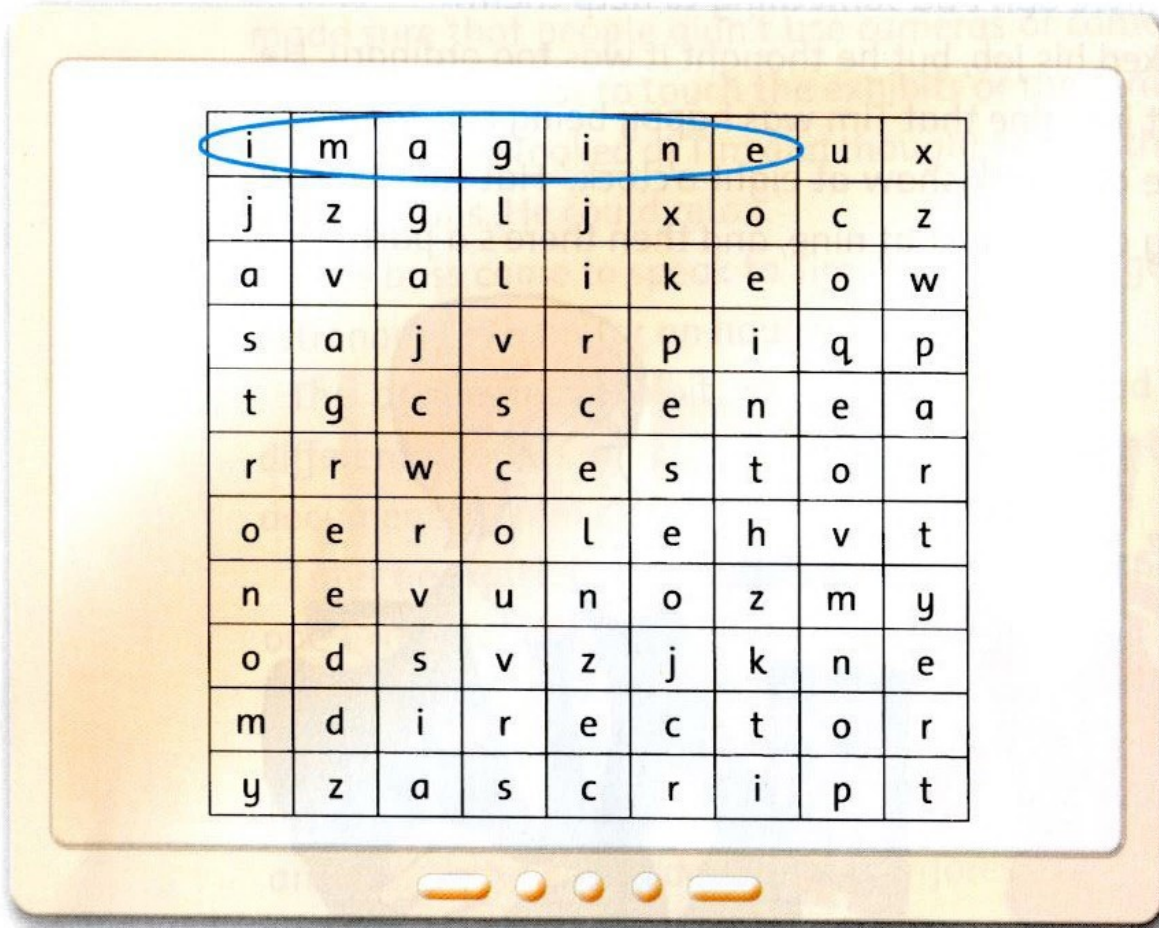 i m a g i n e u x
j z g l j x o c z
a v a l i k e o w
s a j v r p i q p
t g c s c e n e a
r r w c e s t o r
o e r o l e h v t
n e v u n o z m y
o d s v z j k n e
m d i r e c t o r
y z a s c r i p t